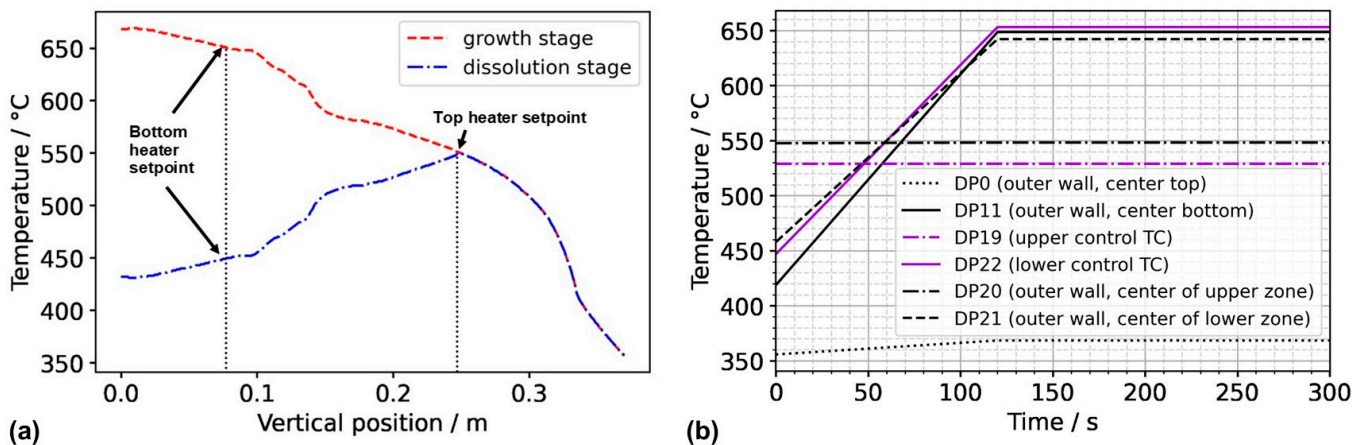 650
600
550
500
450
400
350
Temperature / °C
growth stage
dissolution stage
Bottom
heater
setpoint
Top heater setpoint
0.0 0.1 0.2 0.3
Vertical position / m
(a)
650
600
550
500
450
400
350
Temperature / °C
DP0 (outer wall, center top)
DP11 (outer wall, center bottom)
DP19 (upper control TC)
DP22 (lower control TC)
DP20 (outer wall, center of upper zone)
DP21 (outer wall, center of lower zone)
0 50 100 150 200 250 300
Time / s
(b)